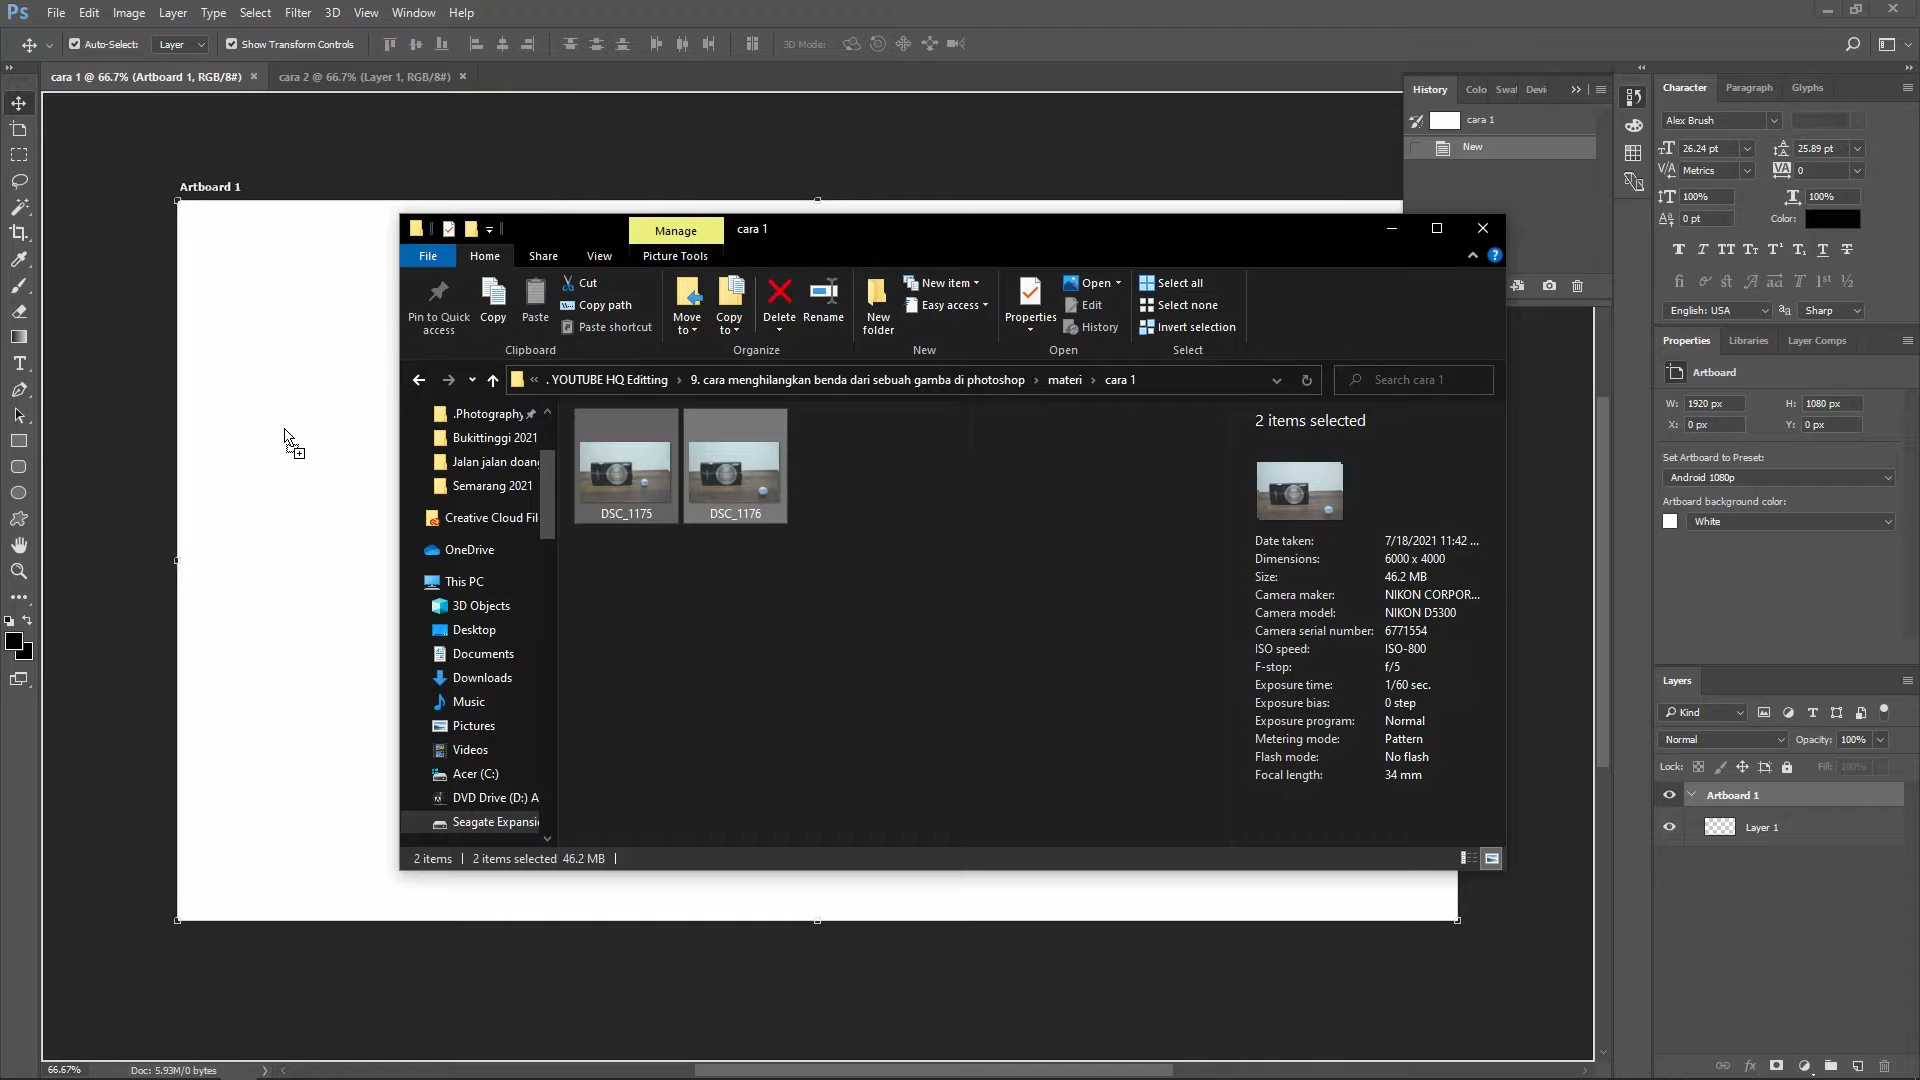 Ps File Edit Image Layer Type Select Filter 3D View Window Help
Auto-Select: Layer Show Transform Controls 3D Mode:
cara 1 @ 66.7% (Artboard 1, RGB/8#) × cara 2 @ 66.7% (Layer 1, RGB/8#) ×
Artboard 1
History Colo Swat Devi
cara 1
New
Character Paragraph Glyphs
Alex Brush
26.24 pt 25.89 pt
Metrics 0
100% 100%
0 pt Color:
English: USA Sharp
Properties Libraries Layer Comps
Artboard
W: 1920 px H: 1080 px
X: 0 px Y: 0 px
Set Artboard to Preset:
Android 1080p
Artboard background color:
White
Layers
Kind
Normal Opacity: 100%
Lock: Fill: 100%
Artboard 1
Layer 1
Manage cara 1
File Home Share View Picture Tools
Pin to Quick access
Copy
Paste
Cut
Copy path
Paste shortcut
Clipboard
Move to
Copy to
Delete
Rename
Organize
New folder
New item
Easy access
New
Properties
Open
Edit
History
Open
Select all
Select none
Invert selection
Select
« . YOUTUBE HQ Editting › 9. cara menghilangkan benda dari sebuah gamba di photoshop › materi › cara 1
Search cara 1
.Photography
Bukittinggi 2021
Jalan jalan doang
Semarang 2021
Creative Cloud Fil
OneDrive
This PC
3D Objects
Desktop
Documents
Downloads
Music
Pictures
Videos
Acer (C:)
DVD Drive (D:) A
Seagate Expansi
DSC_1175 DSC_1176
2 items selected
Date taken: 7/18/2021 11:42 ...
Dimensions: 6000 x 4000
Size: 46.2 MB
Camera maker: NIKON CORPOR...
Camera model: NIKON D5300
Camera serial number: 6771554
ISO speed: ISO-800
F-stop: f/5
Exposure time: 1/60 sec.
Exposure bias: 0 step
Exposure program: Normal
Metering mode: Pattern
Flash mode: No flash
Focal length: 34 mm
2 items 2 items selected 46.2 MB
66.67% Doc: 5.93M/0 bytes